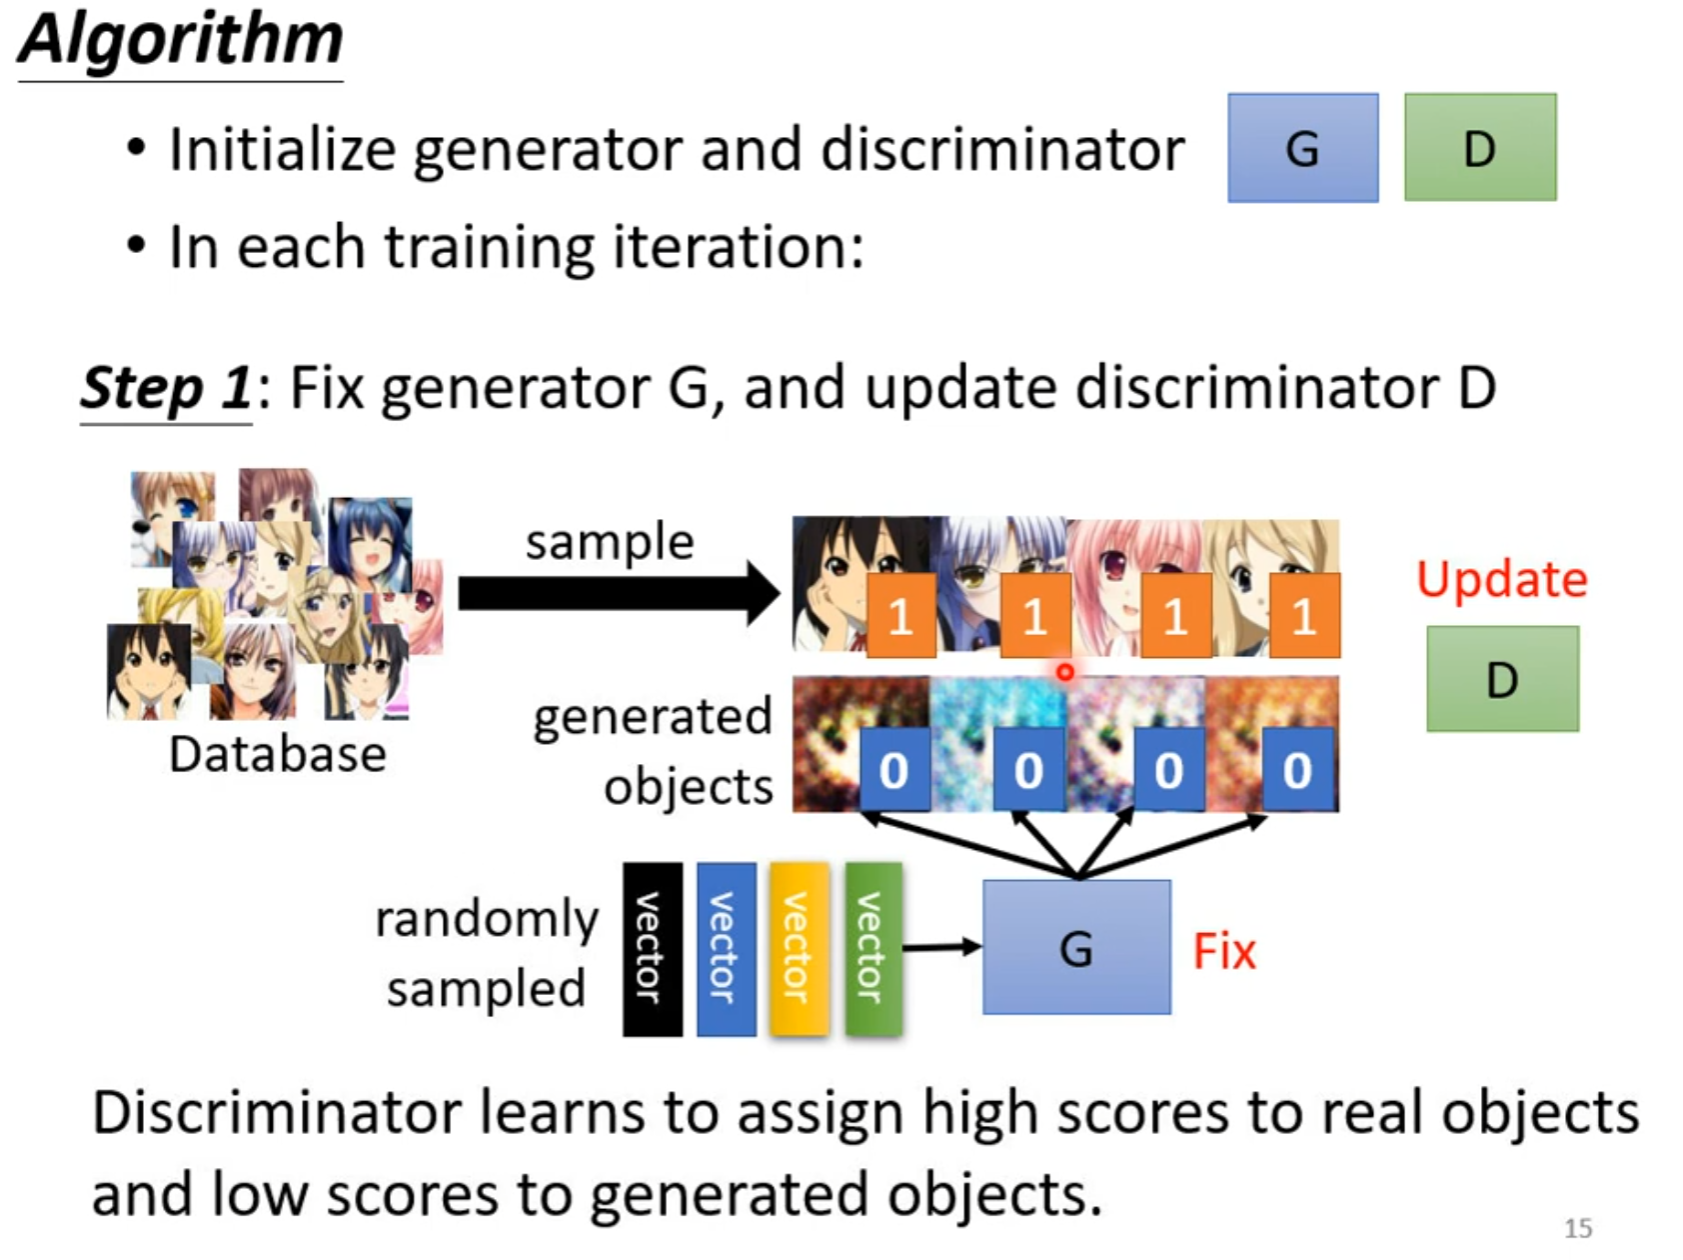 Algorithm
• Initialize generator and discriminator G D
• In each training iteration:
Step 1: Fix generator G, and update discriminator D
sample
1 1 1 1
Update
D
Database
generated
objects
0 0 0 0
randomly
sampled
vector vector vector vector
G
Fix
Discriminator learns to assign high scores to real objects
and low scores to generated objects.
15